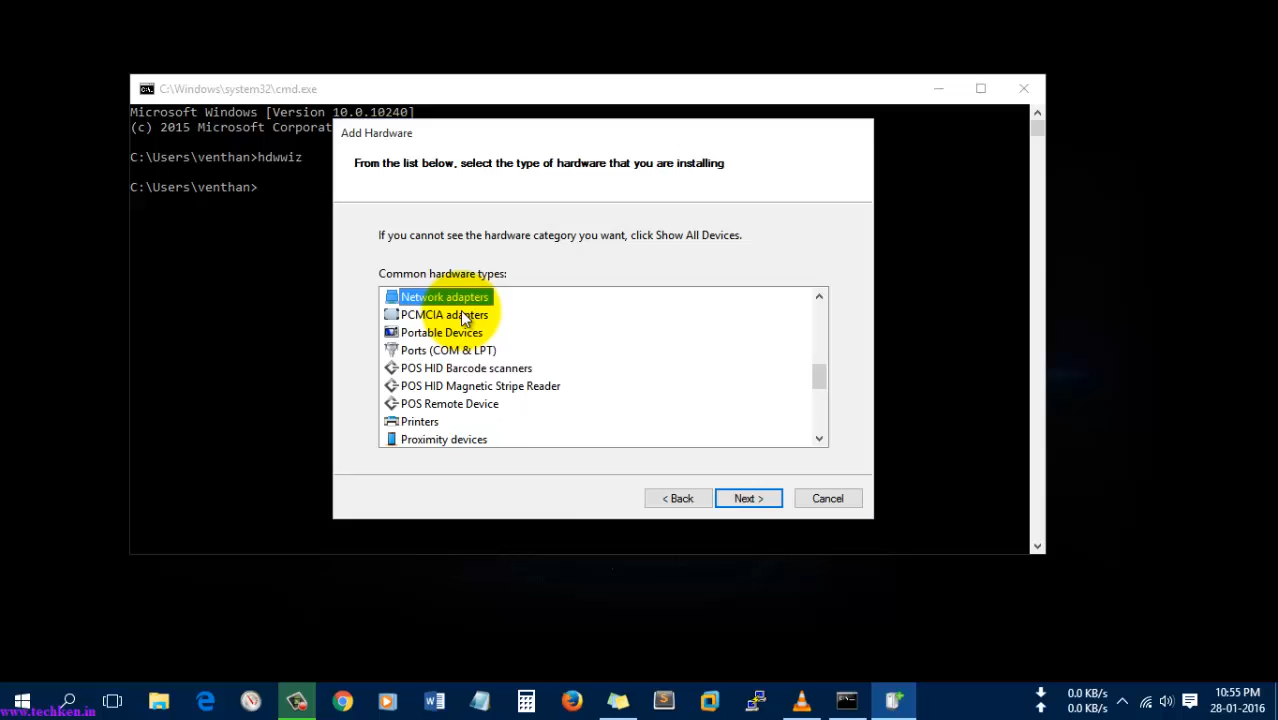 C:\Windows\system32\cmd.exe
Microsoft Windows [Version 10.0.10240]
(c) 2015 Microsoft Corporat
C:\Users\venthan>hdwwiz
C:\Users\venthan>
Add Hardware
From the list below, select the type of hardware that you are installing
If you cannot see the hardware category you want, click Show All Devices.
Common hardware types:
Network adapters
PCMCIA adapters
Portable Devices
Ports (COM & LPT)
POS HID Barcode scanners
POS HID Magnetic Stripe Reader
POS Remote Device
Printers
Proximity devices
< Back
Next >
Cancel
0.0 KB/s
0.0 KB/s
10:55 PM
28-01-2016
www.techken.in